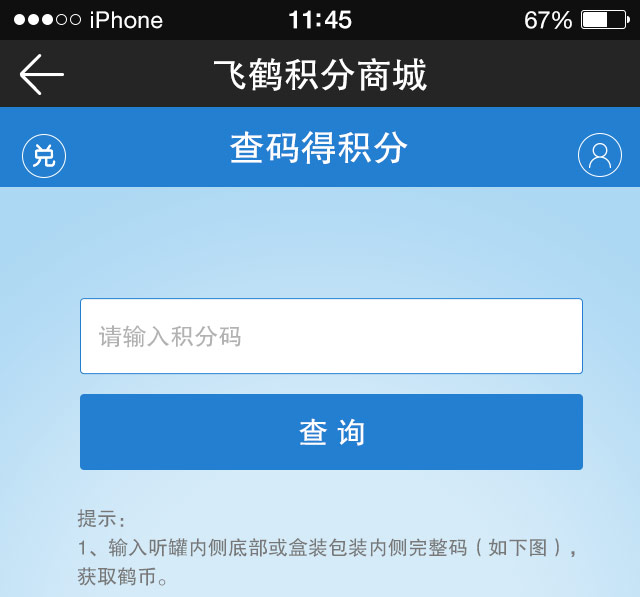 iPhone 11:45 67%
飞鹤积分商城
兑 查码得积分
请输入积分码
查 询
提示：
1、输入听罐内侧底部或盒装包装内侧完整码（如下图），
获取鹤币。